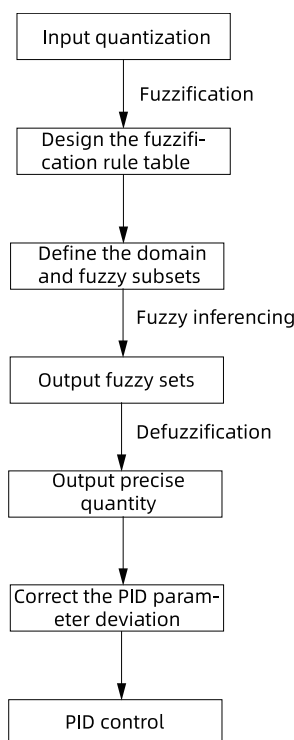 Input quantization
Fuzzification
Design the fuzzifi-
cation rule table
Define the domain
and fuzzy subsets
Fuzzy inferencing
Output fuzzy sets
Defuzzification
Output precise
quantity
Correct the PID param-
eter deviation
PID control